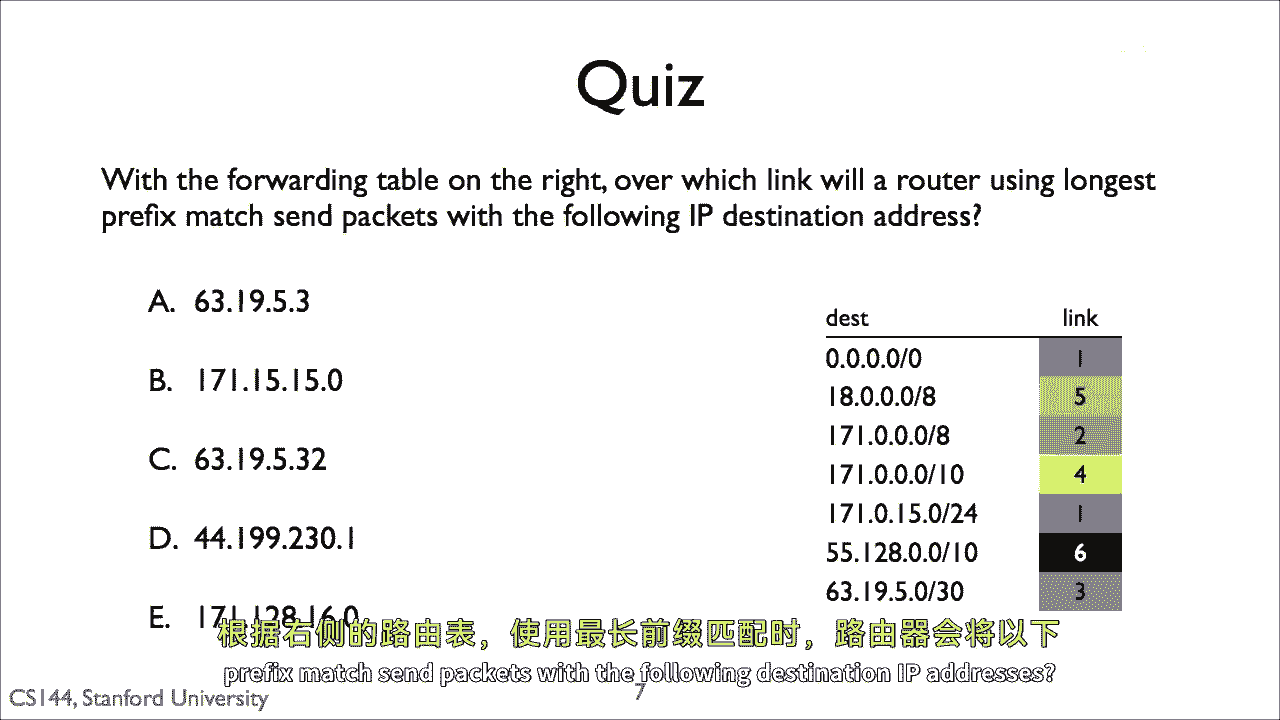 Quiz
With the forwarding table on the right, over which link will a router using longest
prefix match send packets with the following IP destination address?
A. 63.19.5.3
B. 171.15.15.0
C. 63.19.5.32
D. 44.199.230.1
E. 171.128.16.0
dest link
0.0.0.0/0 1
18.0.0.0/8 5
171.0.0.0/8 2
171.0.0.0/10 4
171.0.15.0/24 1
55.128.0.0/10 6
63.19.5.0/30 3
根据右侧的路由表，使用最长前缀匹配时，路由器会将以下
prefix match send packets with the following destination IP addresses?
CS144, Stanford University
7